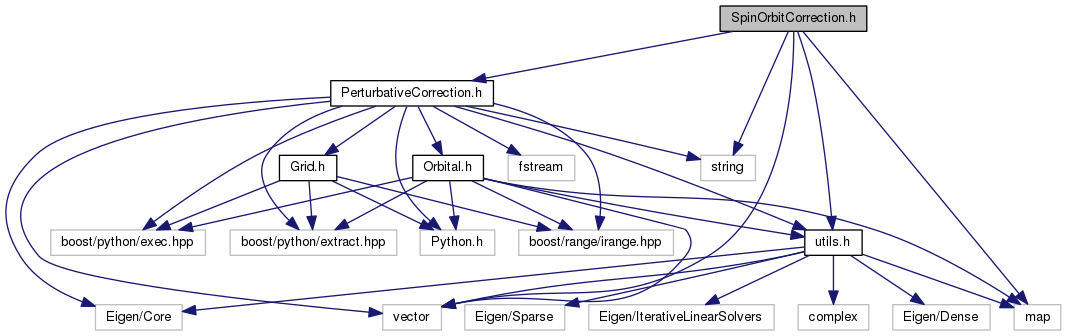 SpinOrbitCorrection.h
PerturbativeCorrection.h
Grid.h
Orbital.h
fstream
string
boost/python/exec.hpp
boost/python/extract.hpp
Python.h
boost/range/irange.hpp
utils.h
Eigen/Core
vector
Eigen/Sparse
Eigen/IterativeLinearSolvers
complex
Eigen/Dense
map